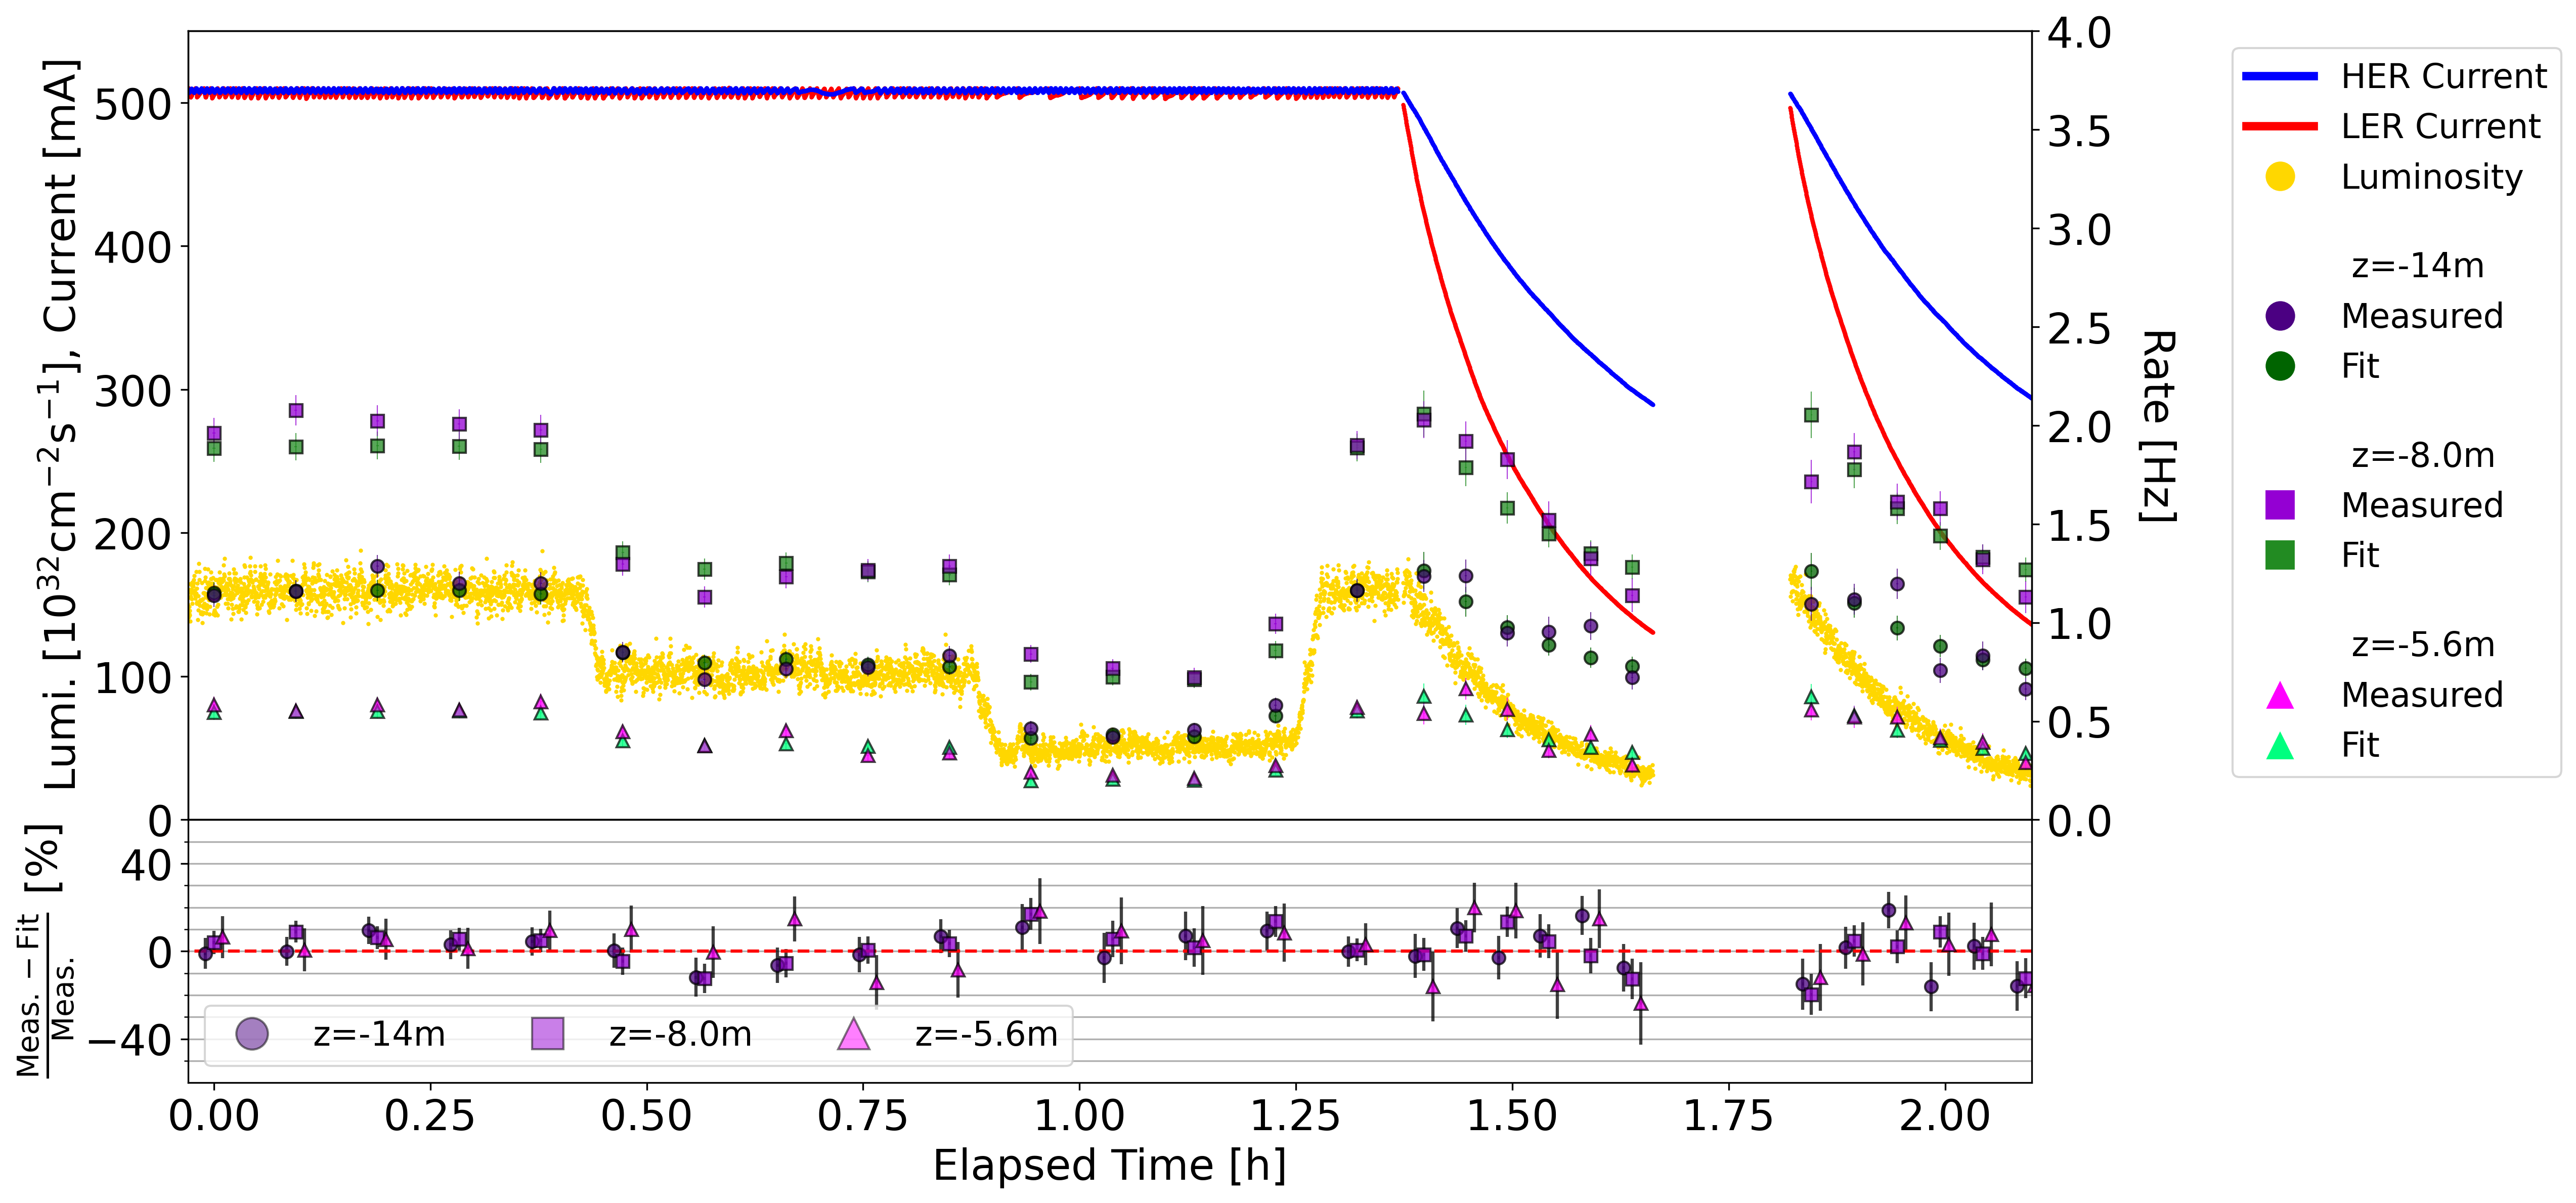 Lumi. [10^32 cm^−2 s^−1], Current [mA]
500
400
300
200
100
0
4.0
3.5
3.0
2.5
2.0
1.5
1.0
0.5
0.0
Rate [Hz]
HER Current
LER Current
Luminosity
z=-14m
Measured
Fit
z=-8.0m
Measured
Fit
z=-5.6m
Measured
Fit
Meas. − Fit
Meas.
[%]
40
0
−40
z=-14m z=-8.0m z=-5.6m
0.00 0.25 0.50 0.75 1.00 1.25 1.50 1.75 2.00
Elapsed Time [h]